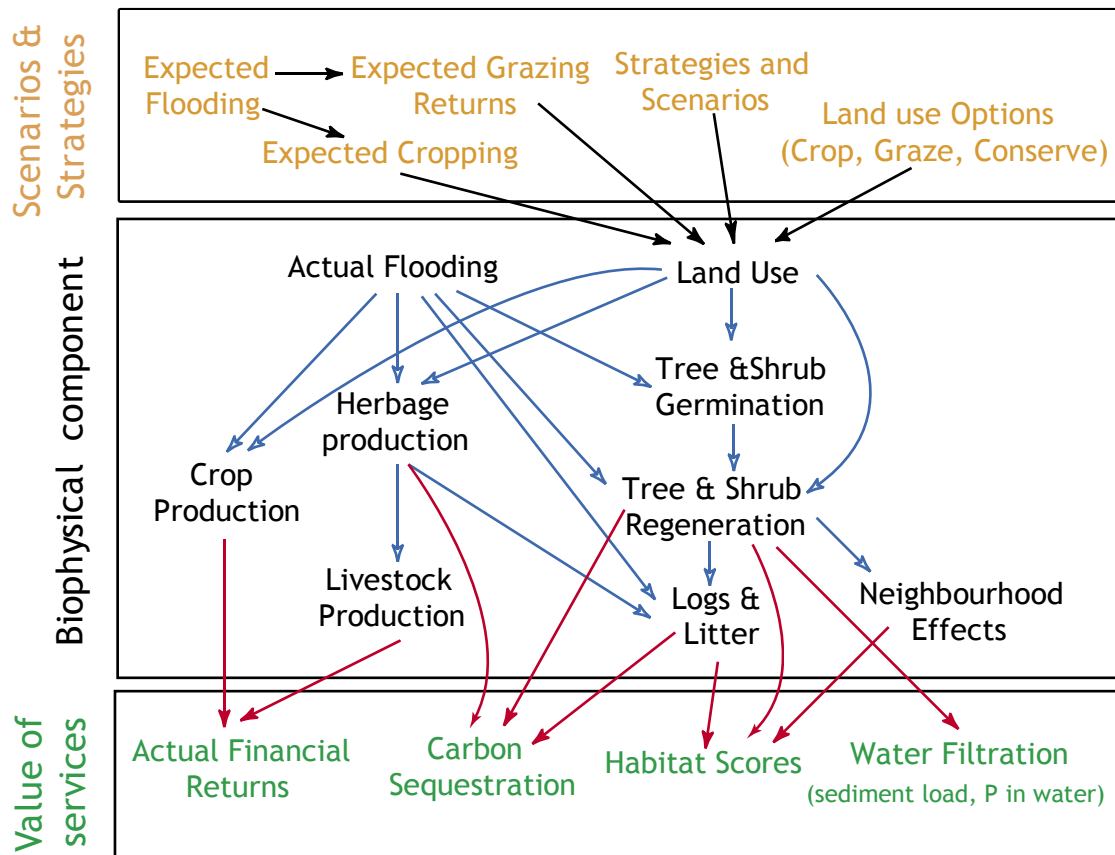 Scenarios &
Strategies
Expected
Flooding
Expected Grazing
Returns
Strategies and
Scenarios
Expected Cropping
Land use Options
(Crop, Graze, Conserve)
Biophysical component
Actual Flooding
Land Use
Tree &Shrub
Germination
Herbage
production
Crop
Production
Tree & Shrub
Regeneration
Livestock
Production
Logs &
Litter
Neighbourhood
Effects
Value of
services
Actual Financial
Returns
Carbon
Sequestration
Habitat Scores
Water Filtration
(sediment load, P in water)